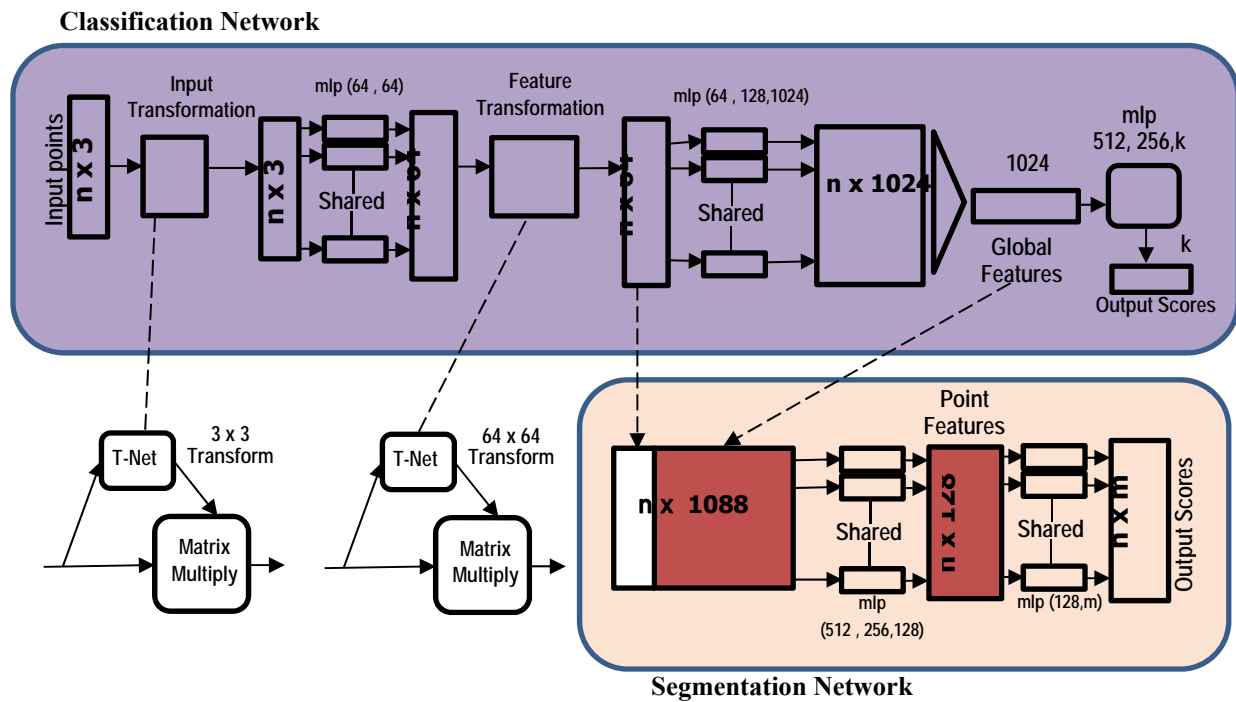 Classification Network
Input points
n x 3
Input
Transformation
n x 3
mlp (64 , 64)
Shared
n x 64
Feature
Transformation
n x 64
mlp (64 , 128,1024)
Shared
n x 1024
1024
Global
Features
mlp
512, 256,k
k
Output Scores
T-Net
3 x 3
Transform
Matrix
Multiply
T-Net
64 x 64
Transform
Matrix
Multiply
n x 1088
Shared
mlp
(512 , 256,128)
Point
Features
n x 128
Shared
mlp (128,m)
n x m
Output Scores
Segmentation Network